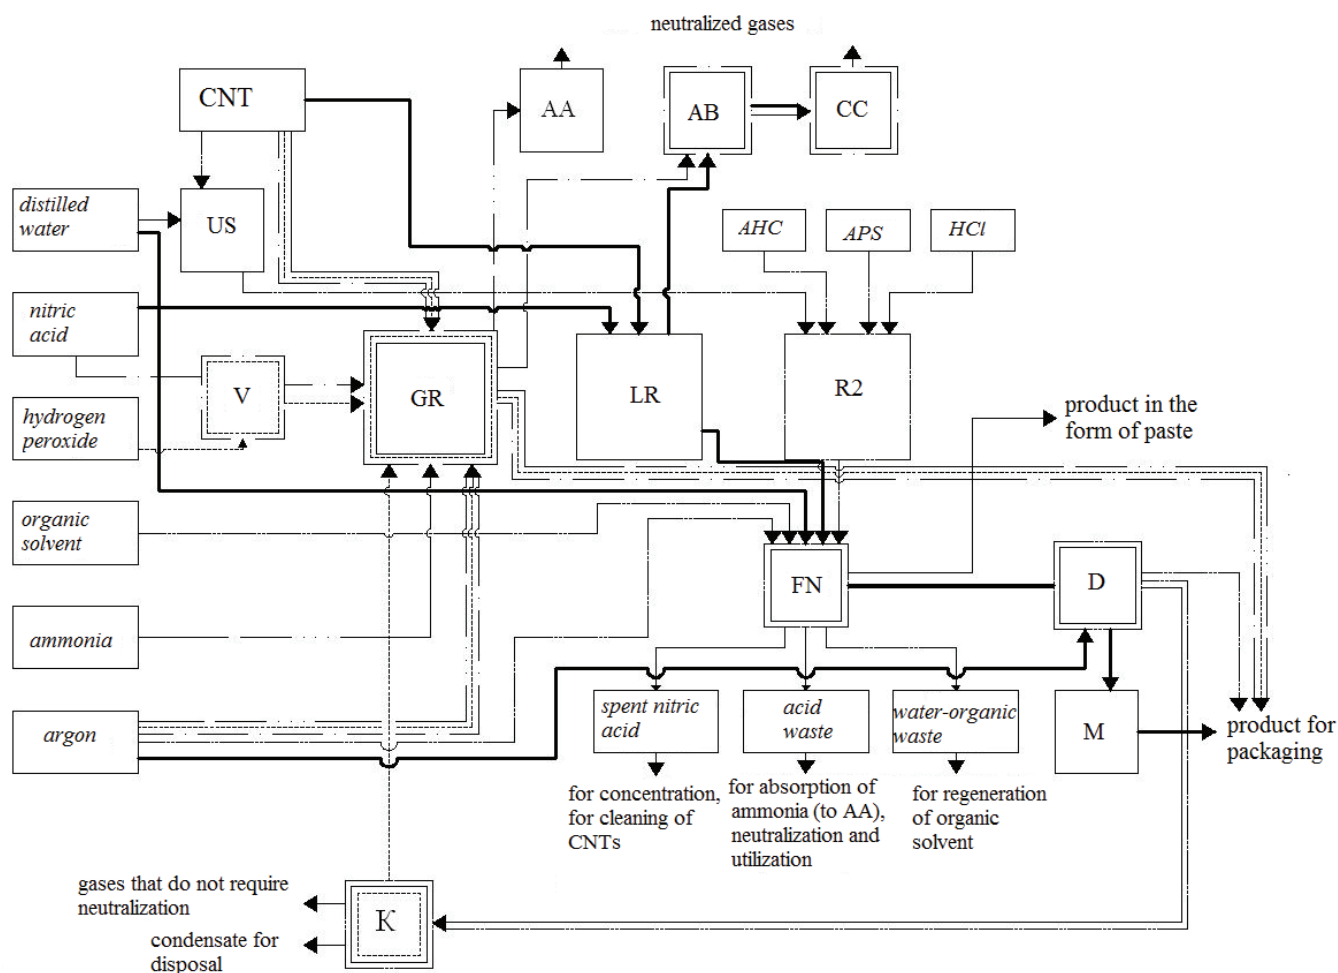 neutralized gases
CNT
AA
AB
CC
distilled
water
US
AHC
APS
HCl
nitric
acid
V
GR
LR
R2
hydrogen
peroxide
product in the
form of paste
organic
solvent
FN
D
ammonia
argon
spent nitric
acid
acid
waste
water-organic
waste
M
product for
packaging
for concentration,
for cleaning of
CNTs
for absorption of
ammonia (to AA),
neutralization and
utilization
for regeneration
of organic
solvent
gases that do not require
neutralization
K
condensate for
disposal